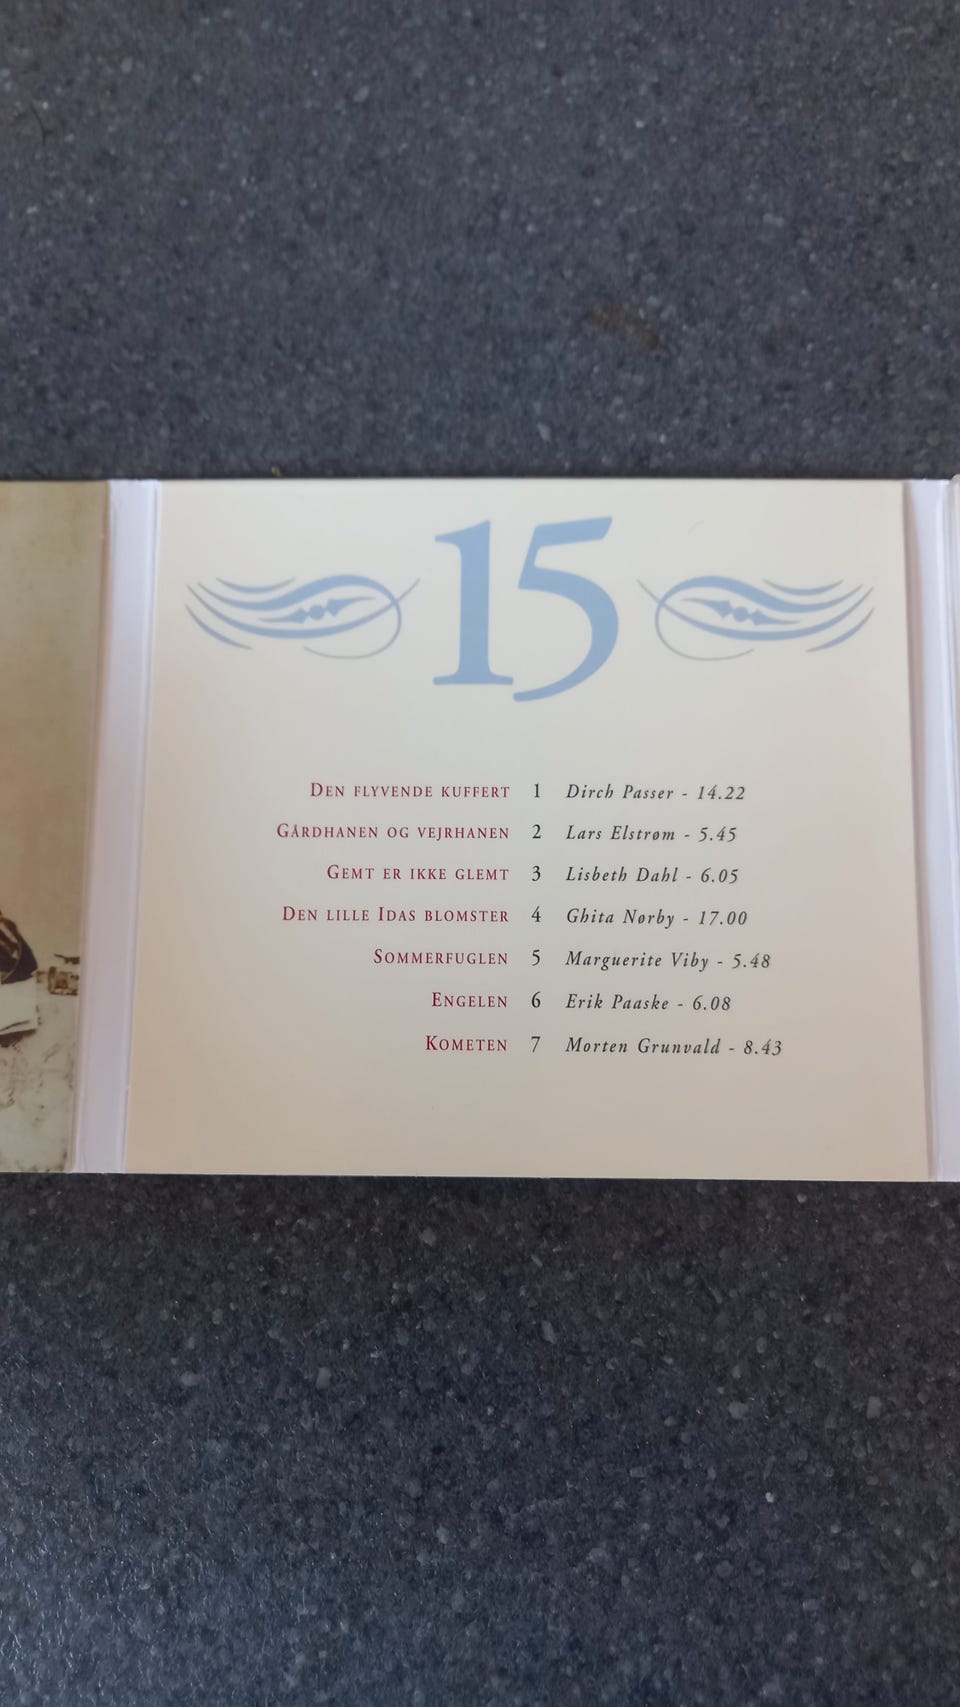 15
Den flyvende kuffert 1 Dirch Passer - 14.22
Gårdhanen og vejrhanen 2 Lars Elstrøm - 5.45
Gemt er ikke glemt 3 Lisbeth Dahl - 6.05
Den lille Idas blomster 4 Ghita Nørby - 17.00
Sommerfuglen 5 Marguerite Viby - 5.48
Engelen 6 Erik Paaske - 6.08
Kometen 7 Morten Grunvald - 8.43